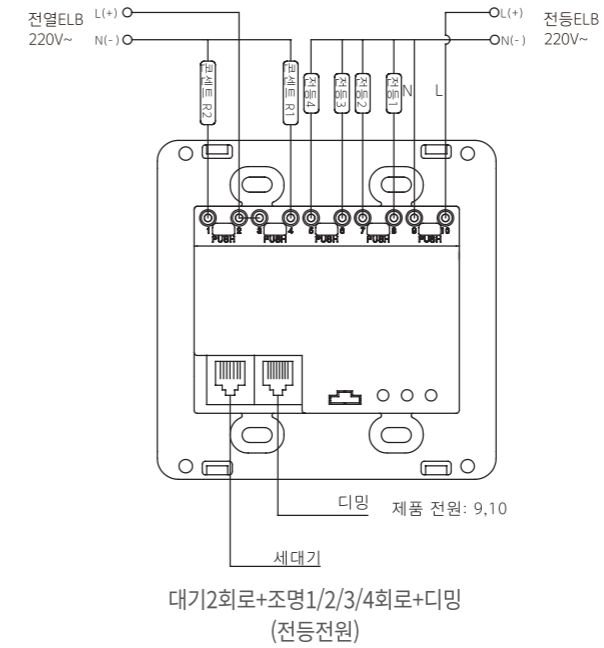 전열ELB L(+)
220V~ N(-)
L(+) 전등ELB
N(-) 220V~
콘센트 R2
콘센트 R1
전등4
전등3
전등2
전등1
N
L
1 2 3 4 5 6 7 8 9 10
PUSH PUSH PUSH PUSH PUSH
디밍
제품 전원: 9,10
세대기
대기2회로+조명1/2/3/4회로+디밍
(전등전원)